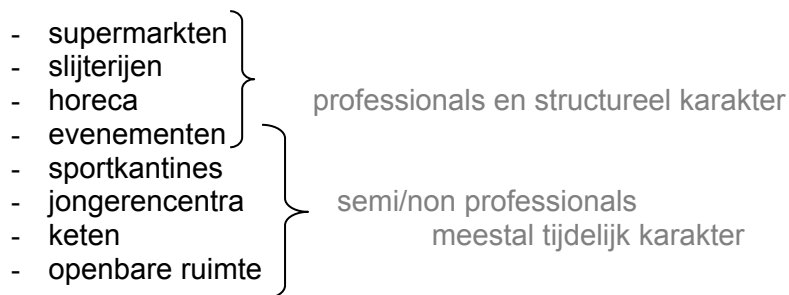 - supermarkten
- slijterijen
- horeca professionals en structureel karakter
- evenementen
- sportkantines
- jongerencentra semi/non professionals
- keten meestal tijdelijk karakter
- openbare ruimte